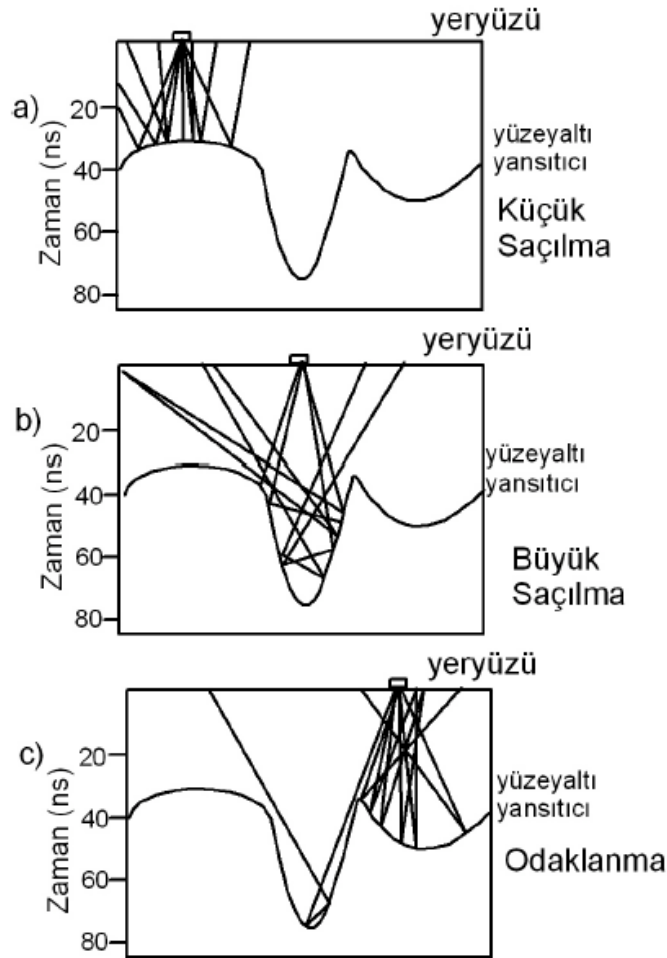 yeryüzü
a)
Zaman (ns)
20
40
60
80
yüzeyaltı
yansıtıcı
Küçük
Saçılma
yeryüzü
b)
Zaman (ns)
20
40
60
80
yüzeyaltı
yansıtıcı
Büyük
Saçılma
yeryüzü
c)
Zaman (ns)
20
40
60
80
yüzeyaltı
yansıtıcı
Odaklanma